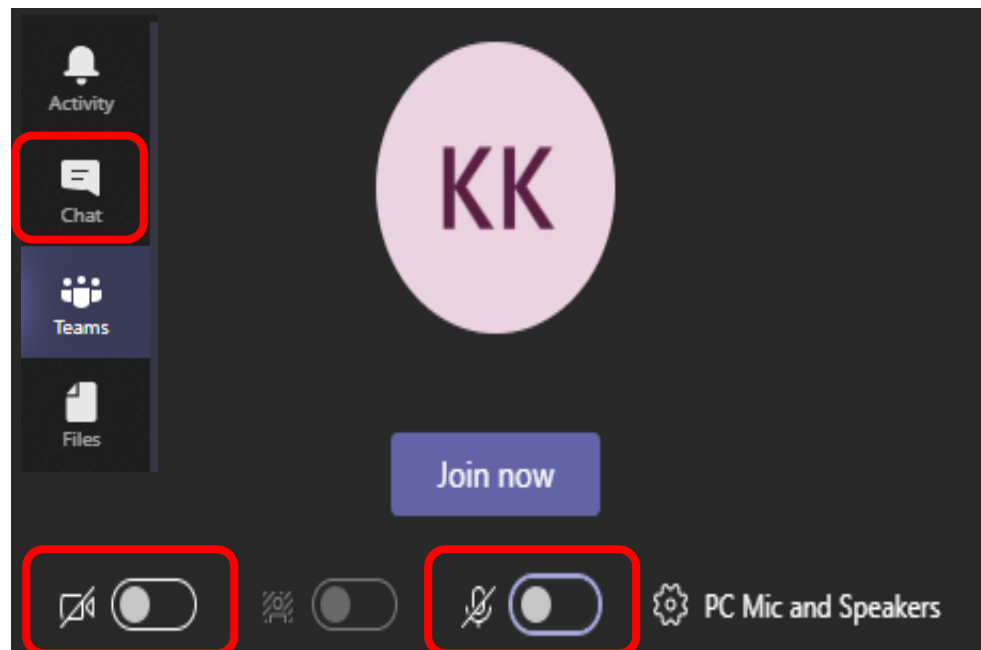 Activity
Chat
Teams
Files
KK
Join now
PC Mic and Speakers